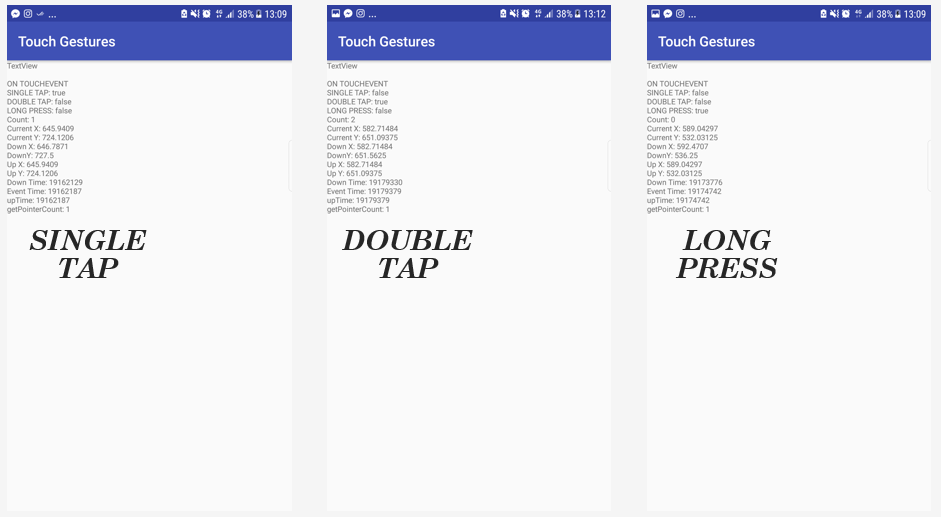 ... 4G 38% 13:09
Touch Gestures
TextView
ON TOUCHEVENT
SINGLE TAP: true
DOUBLE TAP: false
LONG PRESS: false
Count: 1
Current X: 645.9409
Current Y: 724.1206
Down X: 646.7871
DownY: 727.5
Up X: 645.9409
Up Y: 724.1206
Down Time: 19162129
Event Time: 19162187
upTime: 19162187
getPointerCount: 1
SINGLE
TAP
... 4G 38% 13:12
Touch Gestures
TextView
ON TOUCHEVENT
SINGLE TAP: false
DOUBLE TAP: true
LONG PRESS: false
Count: 2
Current X: 582.71484
Current Y: 651.09375
Down X: 582.71484
DownY: 651.5625
Up X: 582.71484
Up Y: 651.09375
Down Time: 19179330
Event Time: 19179379
upTime: 19179379
getPointerCount: 1
DOUBLE
TAP
... 4G 38% 13:09
Touch Gestures
TextView
ON TOUCHEVENT
SINGLE TAP: false
DOUBLE TAP: false
LONG PRESS: true
Count: 0
Current X: 589.04297
Current Y: 532.03125
Down X: 592.4707
DownY: 536.25
Up X: 589.04297
Up Y: 532.03125
Down Time: 19173776
Event Time: 19174742
upTime: 19174742
getPointerCount: 1
LONG
PRESS